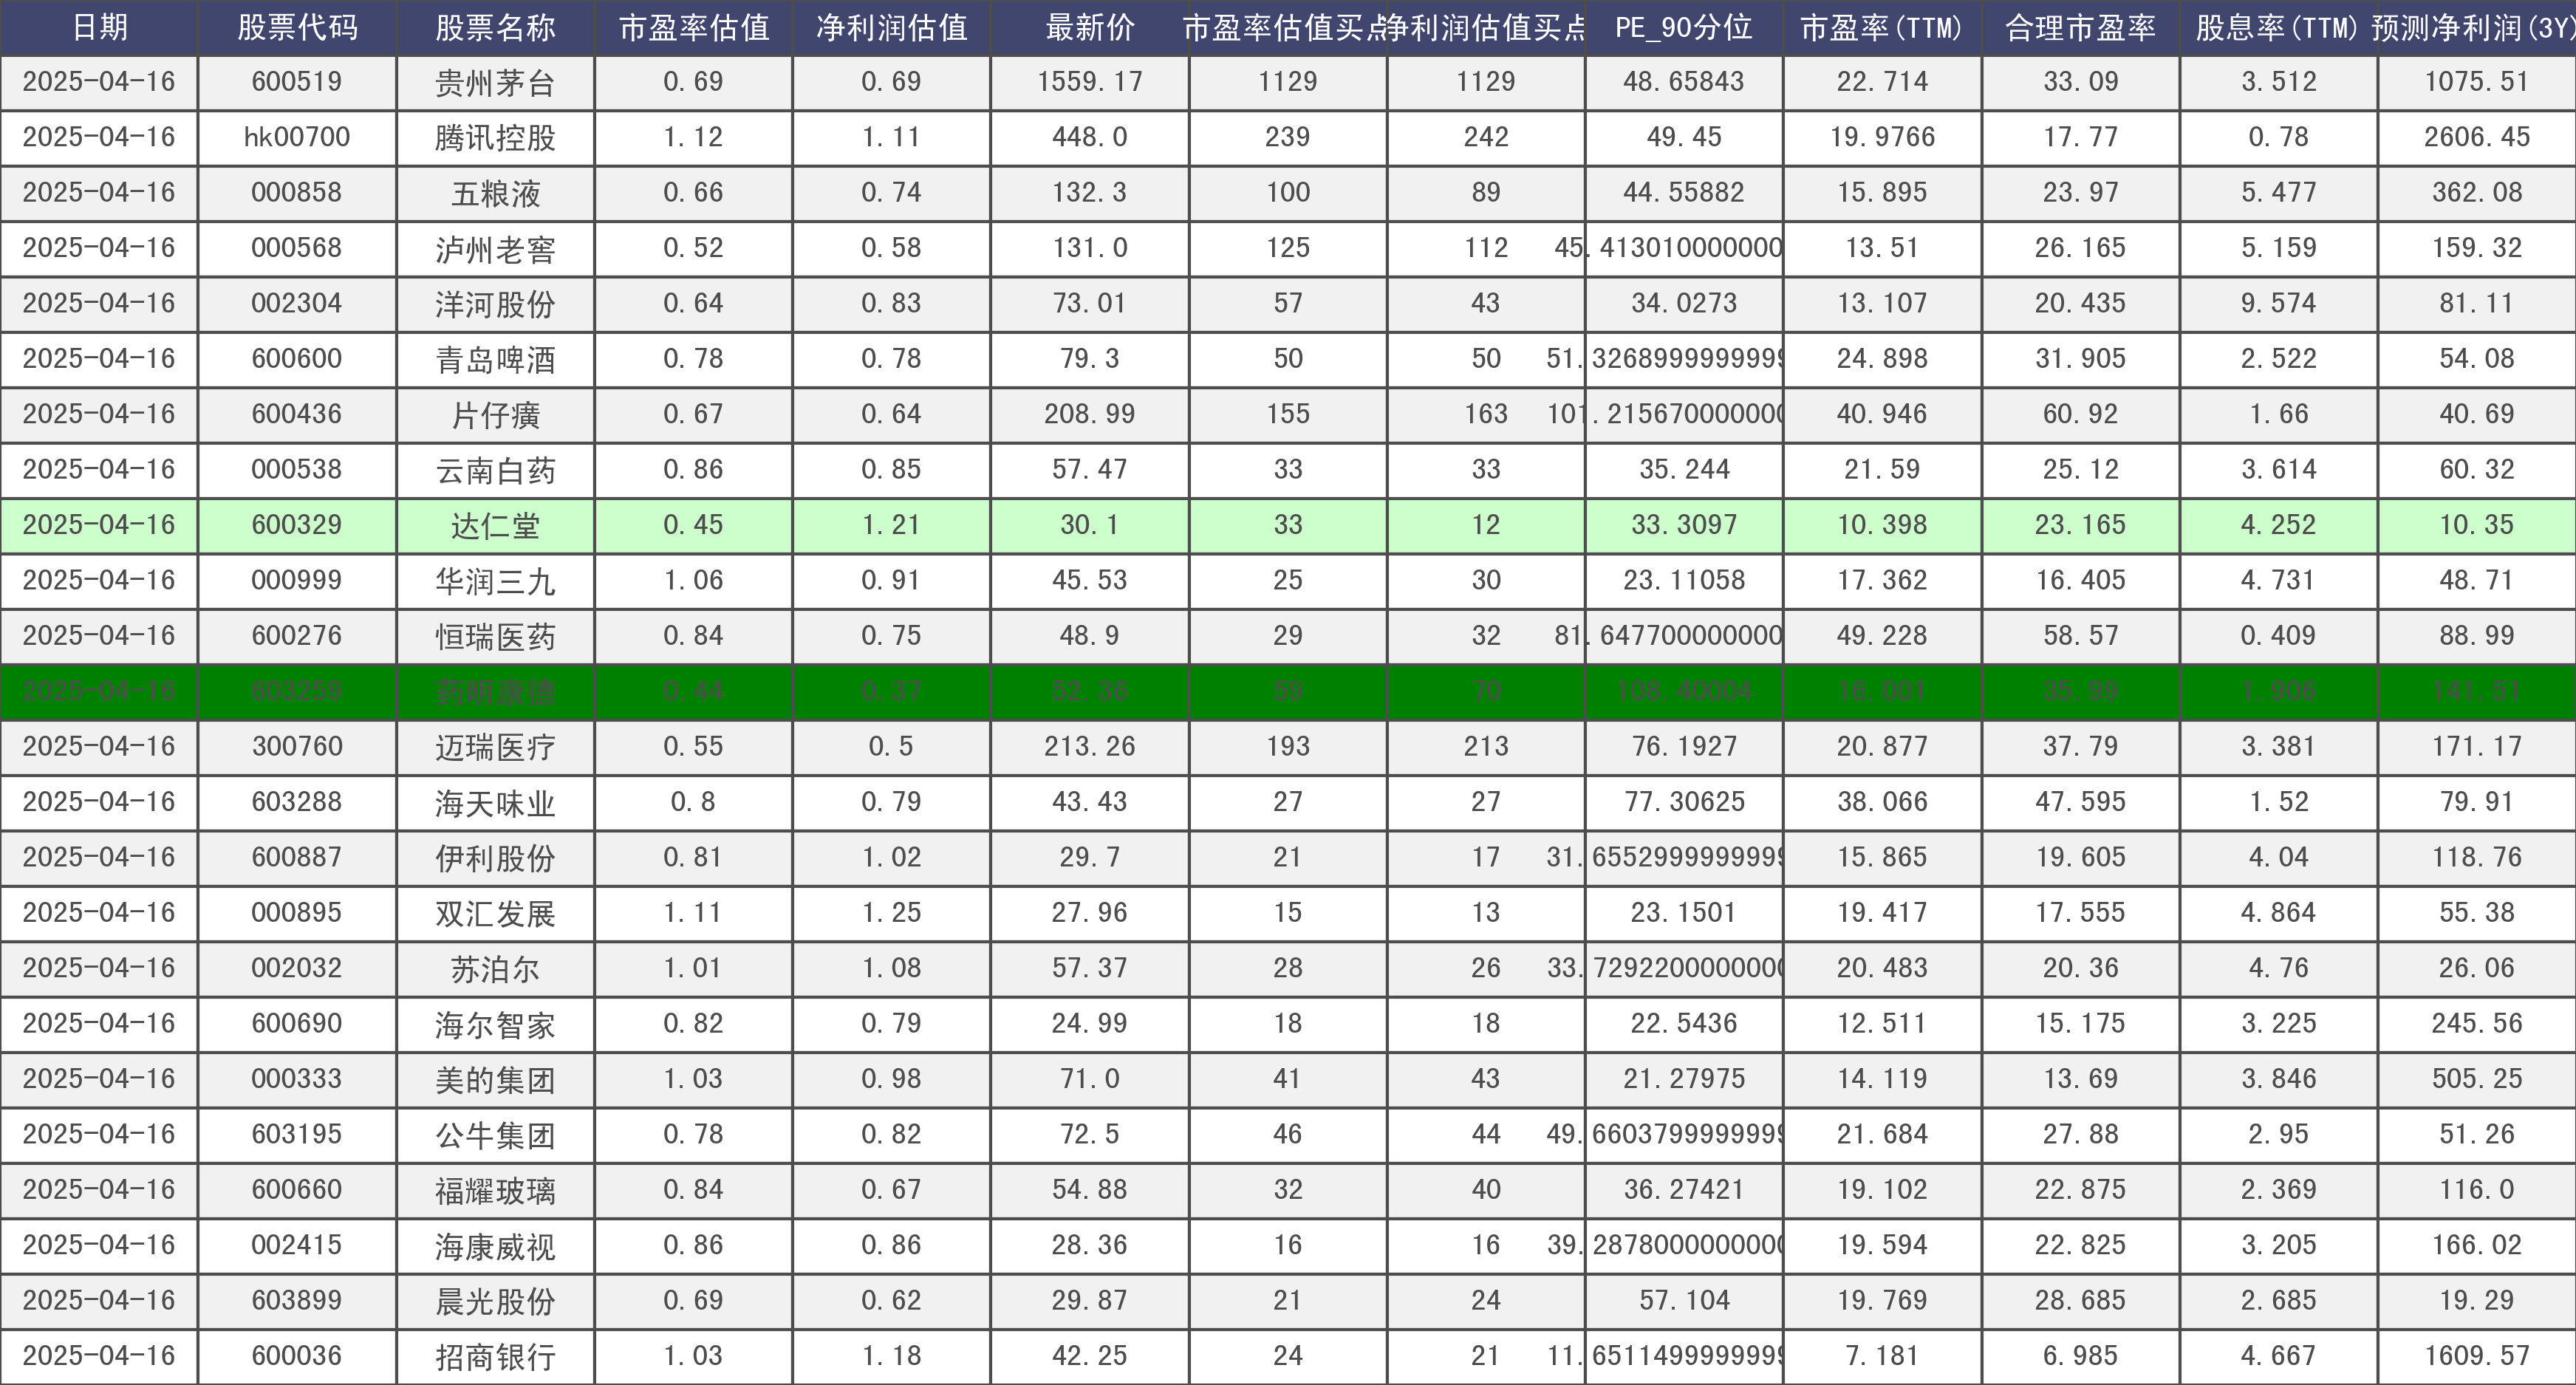 日期 股票代码 股票名称 市盈率估值 净利润估值 最新价 市盈率估值买点 净利润估值买点 PE_90分位 市盈率(TTM) 合理市盈率 股息率(TTM) 预测净利润(3Y)
2025-04-16 600519 贵州茅台 0.69 0.69 1559.17 1129 1129 48.65843 22.714 33.09 3.512 1075.51
2025-04-16 hk00700 腾讯控股 1.12 1.11 448.0 239 242 49.45 19.9766 17.77 0.78 2606.45
2025-04-16 000858 五粮液 0.66 0.74 132.3 100 89 44.55882 15.895 23.97 5.477 362.08
2025-04-16 000568 泸州老窖 0.52 0.58 131.0 125 112 45.413010000000 13.51 26.165 5.159 159.32
2025-04-16 002304 洋河股份 0.64 0.83 73.01 57 43 34.0273 13.107 20.435 9.574 81.11
2025-04-16 600600 青岛啤酒 0.78 0.78 79.3 50 50 51.3268999999999 24.898 31.905 2.522 54.08
2025-04-16 600436 片仔癀 0.67 0.64 208.99 155 163 101.215670000000 40.946 60.92 1.66 40.69
2025-04-16 000538 云南白药 0.86 0.85 57.47 33 33 35.244 21.59 25.12 3.614 60.32
2025-04-16 600329 达仁堂 0.45 1.21 30.1 33 12 33.3097 10.398 23.165 4.252 10.35
2025-04-16 000999 华润三九 1.06 0.91 45.53 25 30 23.11058 17.362 16.405 4.731 48.71
2025-04-16 600276 恒瑞医药 0.84 0.75 48.9 29 32 81.647700000000 49.228 58.57 0.409 88.99
2025-04-16 603259 药明康德 0.44 0.37 52.36 59 70 108.40004 16.001 35.99 1.906 141.51
2025-04-16 300760 迈瑞医疗 0.55 0.5 213.26 193 213 76.1927 20.877 37.79 3.381 171.17
2025-04-16 603288 海天味业 0.8 0.79 43.43 27 27 77.30625 38.066 47.595 1.52 79.91
2025-04-16 600887 伊利股份 0.81 1.02 29.7 21 17 31.6552999999999 15.865 19.605 4.04 118.76
2025-04-16 000895 双汇发展 1.11 1.25 27.96 15 13 23.1501 19.417 17.555 4.864 55.38
2025-04-16 002032 苏泊尔 1.01 1.08 57.37 28 26 33.7292200000000 20.483 20.36 4.76 26.06
2025-04-16 600690 海尔智家 0.82 0.79 24.99 18 18 22.5436 12.511 15.175 3.225 245.56
2025-04-16 000333 美的集团 1.03 0.98 71.0 41 43 21.27975 14.119 13.69 3.846 505.25
2025-04-16 603195 公牛集团 0.78 0.82 72.5 46 44 49.6603799999999 21.684 27.88 2.95 51.26
2025-04-16 600660 福耀玻璃 0.84 0.67 54.88 32 40 36.27421 19.102 22.875 2.369 116.0
2025-04-16 002415 海康威视 0.86 0.86 28.36 16 16 39.2878000000000 19.594 22.825 3.205 166.02
2025-04-16 603899 晨光股份 0.69 0.62 29.87 21 24 57.104 19.769 28.685 2.685 19.29
2025-04-16 600036 招商银行 1.03 1.18 42.25 24 21 11.6511499999999 7.181 6.985 4.667 1609.57